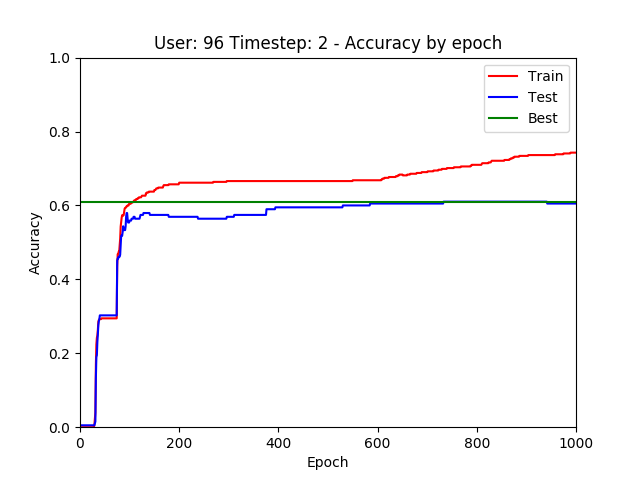 User: 96 Timestep: 2 - Accuracy by epoch
Train
Test
Best
1.0
0.8
0.6
0.4
0.2
0.0
Accuracy
0 200 400 600 800 1000
Epoch